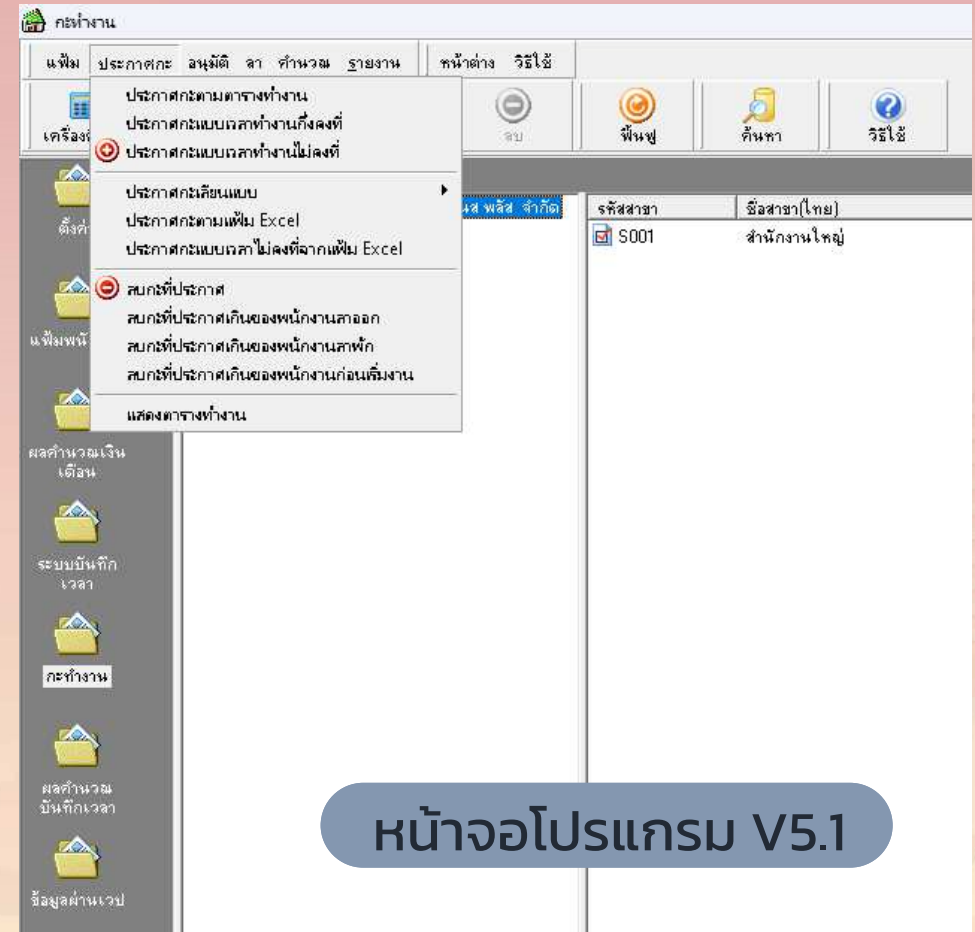 กะทำงาน
แฟ้ม ประกาศกะ อนุมัติ ลา คำนวณ รายงาน หน้าต่าง วิธีใช้
ลบ ฟื้นฟู ค้นหา วิธีใช้
ประกาศกะตามตารางทำงาน
ประกาศกะแบบเวลาทำงานกึ่งคงที่
ประกาศกะแบบเวลาทำงานไม่คงที่
ประกาศกะเลียนแบบ
ประกาศกะตามแฟ้ม Excel
ประกาศกะแบบเวลาไม่คงที่จากแฟ้ม Excel
ลบกะที่ประกาศ
ลบกะที่ประกาศเกินของพนักงานลาออก
ลบกะที่ประกาศเกินของพนักงานลาพัก
ลบกะที่ประกาศเกินของพนักงานก่อนเริ่มงาน
แสดงตารางทำงาน
พลัส จำกัด
รหัสสาขา ชื่อสาขา(ไทย)
S001 สำนักงานใหญ่
ผลคำนวณเงิน
เดือน
ระบบบันทึก
เวลา
กะทำงาน
ผลคำนวณ
บันทึกเวลา
ข้อมูลผ่านเวป
หน้าจอโปรแกรม V5.1